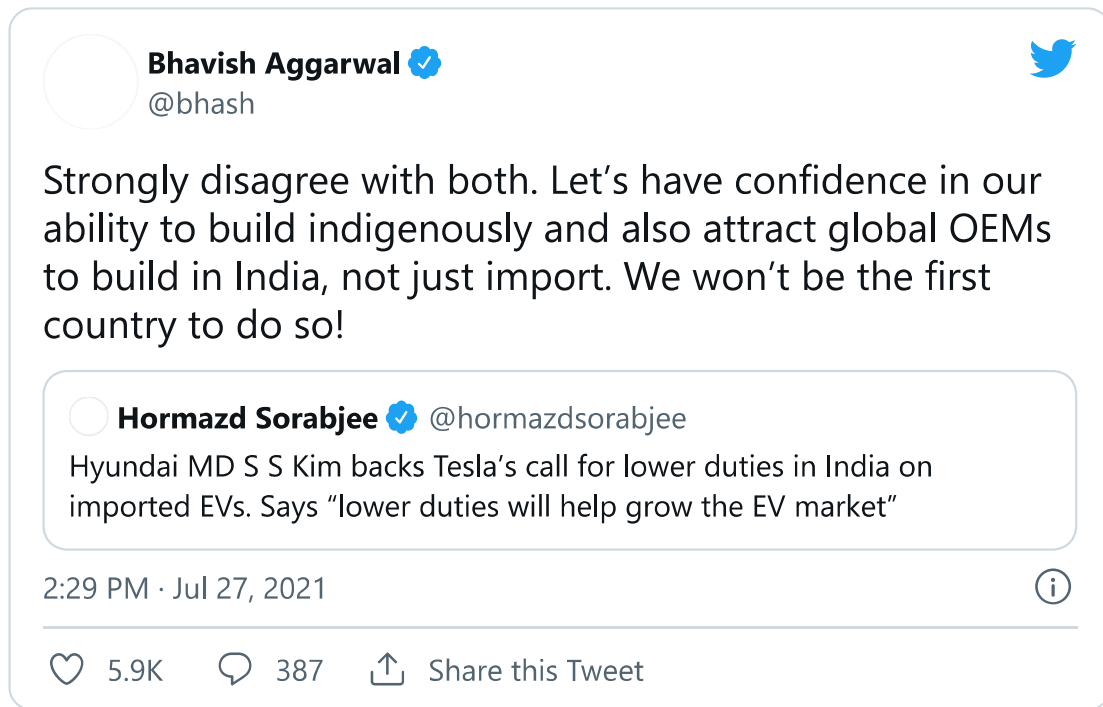 Bhavish Aggarwal
@bhash
Strongly disagree with both. Let’s have confidence in our
ability to build indigenously and also attract global OEMs
to build in India, not just import. We won’t be the first
country to do so!
Hormazd Sorabjee @hormazdsorabjee
Hyundai MD S S Kim backs Tesla’s call for lower duties in India on
imported EVs. Says “lower duties will help grow the EV market”
2:29 PM · Jul 27, 2021
5.9K 387 Share this Tweet